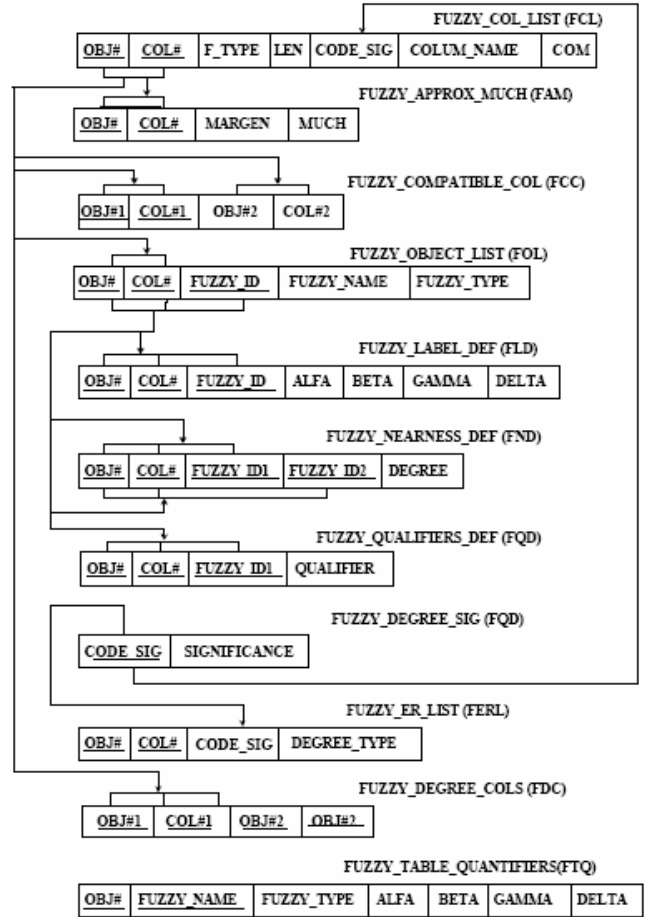 FUZZY_COL_LIST (FCL)
OBJ# COL# F_TYPE LEN CODE_SIG COLUM_NAME COM
FUZZY_APPROX_MUCH (FAM)
OBJ# COL# MARGEN MUCH
FUZZY_COMPATIBLE_COL (FCC)
OBJ#1 COL#1 OBJ#2 COL#2
FUZZY_OBJECT_LIST (FOL)
OBJ# COL# FUZZY_ID FUZZY_NAME FUZZY_TYPE
FUZZY_LABEL_DEF (FLD)
OBJ# COL# FUZZY_ID ALFA BETA GAMMA DELTA
FUZZY_NEARNESS_DEF (FND)
OBJ# COL# FUZZY_ID1 FUZZY_ID2 DEGREE
FUZZY_QUALIFIERS_DEF (FQD)
OBJ# COL# FUZZY_ID1 QUALIFIER
FUZZY_DEGREE_SIG (FQD)
CODE_SIG SIGNIFICANCE
FUZZY_ER_LIST (FERL)
OBJ# COL# CODE_SIG DEGREE_TYPE
FUZZY_DEGREE_COLS (FDC)
OBJ#1 COL#1 OBJ#2 OBJ#2
FUZZY_TABLE_QUANTIFIERS(FTQ)
OBJ# FUZZY_NAME FUZZY_TYPE ALFA BETA GAMMA DELTA